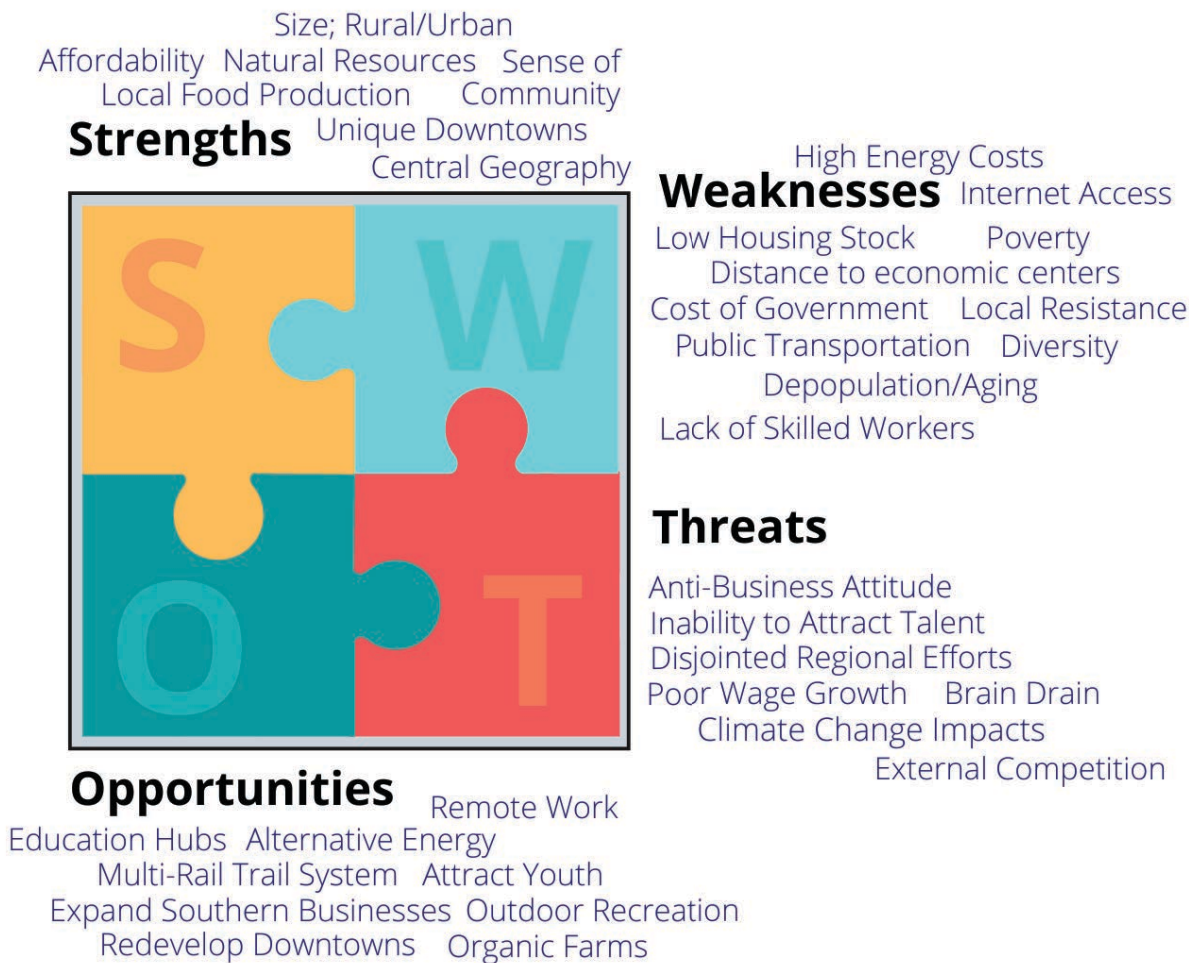 Size; Rural/Urban
Affordability Natural Resources Sense of
Local Food Production Community
Strengths Unique Downtowns
Central Geography
High Energy Costs
Weaknesses Internet Access
Low Housing Stock Poverty
Distance to economic centers
Cost of Government Local Resistance
Public Transportation Diversity
Depopulation/Aging
Lack of Skilled Workers
S W
O T
Threats
Anti-Business Attitude
Inability to Attract Talent
Disjointed Regional Efforts
Poor Wage Growth Brain Drain
Climate Change Impacts
External Competition
Opportunities Remote Work
Education Hubs Alternative Energy
Multi-Rail Trail System Attract Youth
Expand Southern Businesses Outdoor Recreation
Redevelop Downtowns Organic Farms